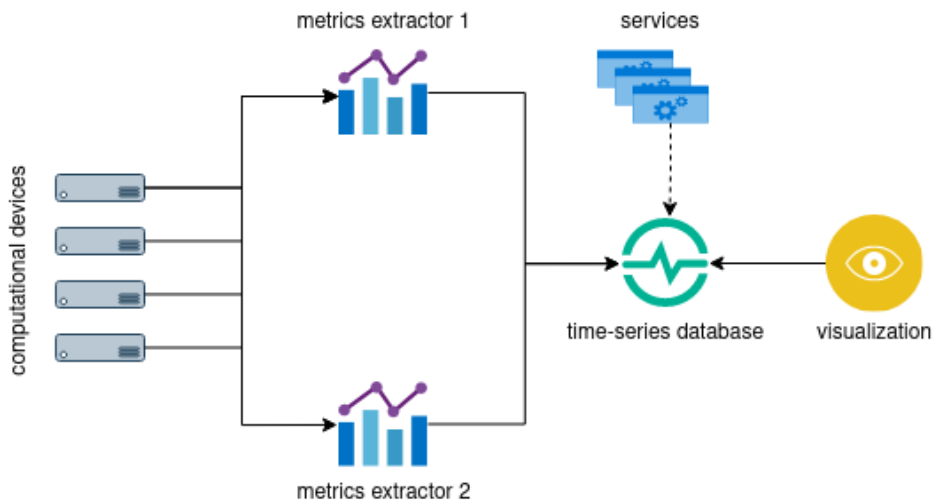 metrics extractor 1
services
computational devices
time-series database
visualization
metrics extractor 2